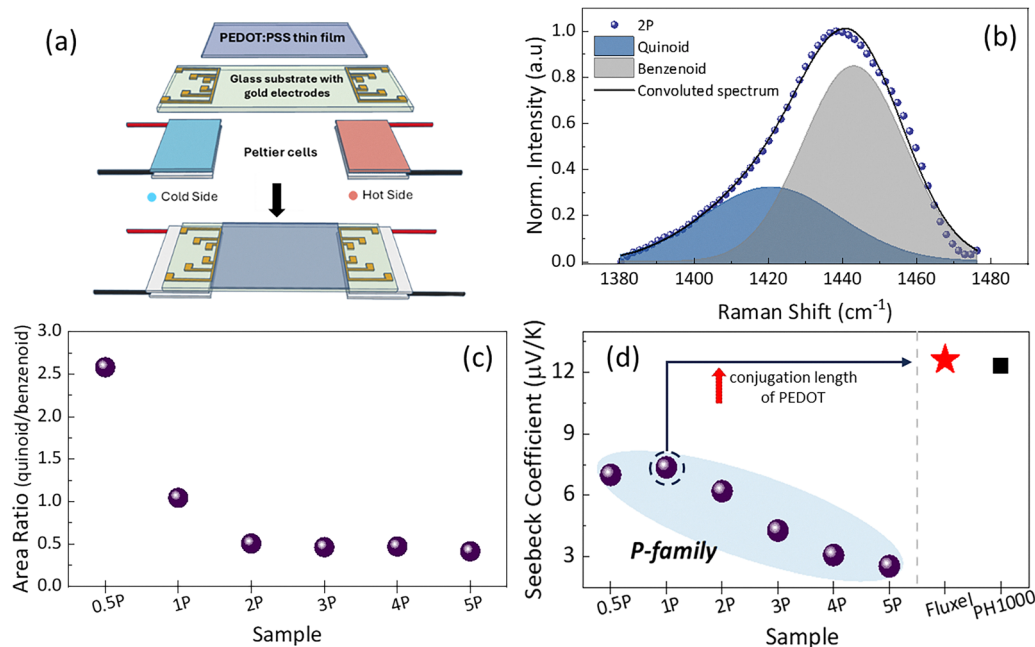 (a)
PEDOT:PSS thin film
Glass substrate with
gold electrodes
Peltier cells
Cold Side
Hot Side
(b)
2P
Quinoid
Benzenoid
Convoluted spectrum
Norm. Intensity (a.u)
1.0
0.8
0.6
0.4
0.2
0.0
1380
1400
1420
1440
1460
1480
Raman Shift (cm⁻¹)
(c)
Area Ratio (quinoid/benzenoid)
3.0
2.5
2.0
1.5
1.0
0.5
0.0
0.5P
1P
2P
3P
4P
5P
Sample
(d)
Seebeck Coefficient (µV/K)
12
9
6
3
conjugation length
of PEDOT
P-family
0.5P
1P
2P
3P
4P
5P
Fluxel
PH1000
Sample